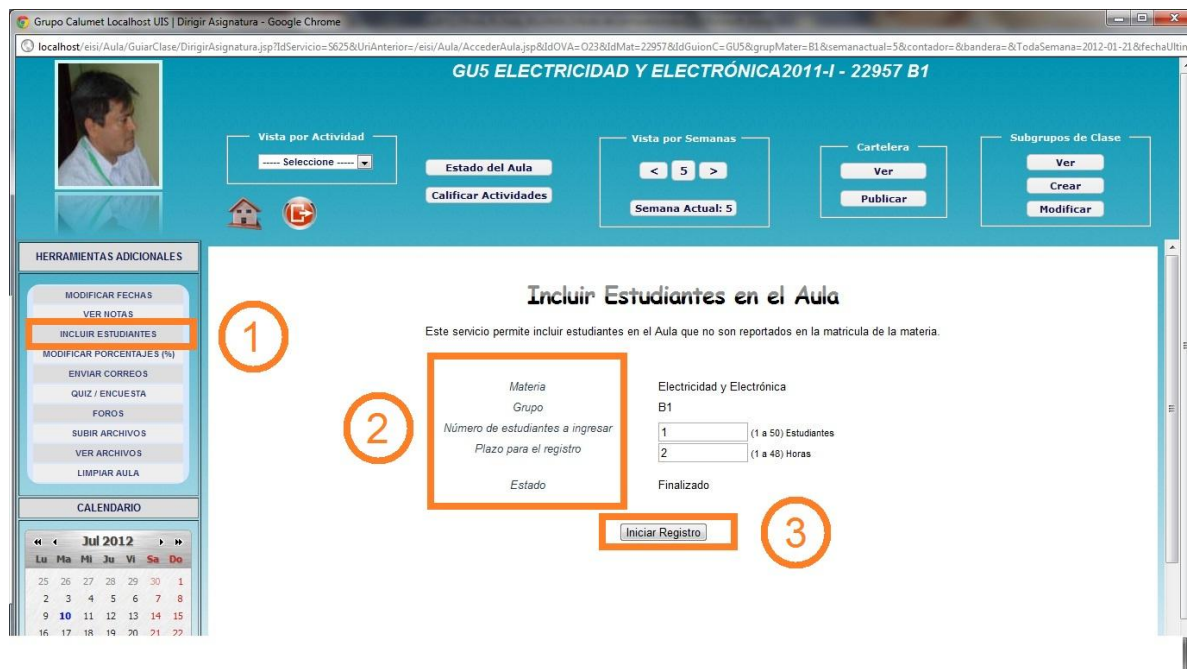 Grupo Calumet Localhost UIS | Dirigir Asignatura - Google Chrome
localhost/eisi/Aula/GuiarClase/DirigirAsignatura.jsp?IdServicio=S625&UriAnterior=/eisi/Aula/AccederAula.jsp&IdOVA=O23&IdMat=22957&IdGuionC=GU5&grupMater=B1&semanactual=5&contador=&bandera=&TodaSemana=2012-01-21&fechaUltin
GU5 ELECTRICIDAD Y ELECTRÓNICA2011-I - 22957 B1
Vista por Actividad
----- Seleccione -----
Estado del Aula
Calificar Actividades
Vista por Semanas
< 5 >
Semana Actual: 5
Cartelera
Ver
Publicar
Subgrupos de Clase
Ver
Crear
Modificar
HERRAMIENTAS ADICIONALES
MODIFICAR FECHAS
VER NOTAS
INCLUIR ESTUDIANTES
MODIFICAR PORCENTAJES (%)
ENVIAR CORREOS
QUIZ / ENCUESTA
FOROS
SUBIR ARCHIVOS
VER ARCHIVOS
LIMPIAR AULA
CALENDARIO
Jul 2012
Lu Ma Mi Ju Vi Sa Do
25 26 27 28 29 30 1
2 3 4 5 6 7 8
9 10 11 12 13 14 15
16 17 18 19 20 21 22
1
Incluir Estudiantes en el Aula
Este servicio permite incluir estudiantes en el Aula que no son reportados en la matricula de la materia.
2
Materia Electricidad y Electrónica
Grupo B1
Número de estudiantes a ingresar 1 (1 a 50) Estudiantes
Plazo para el registro 2 (1 a 48) Horas
Estado Finalizado
Iniciar Registro
3